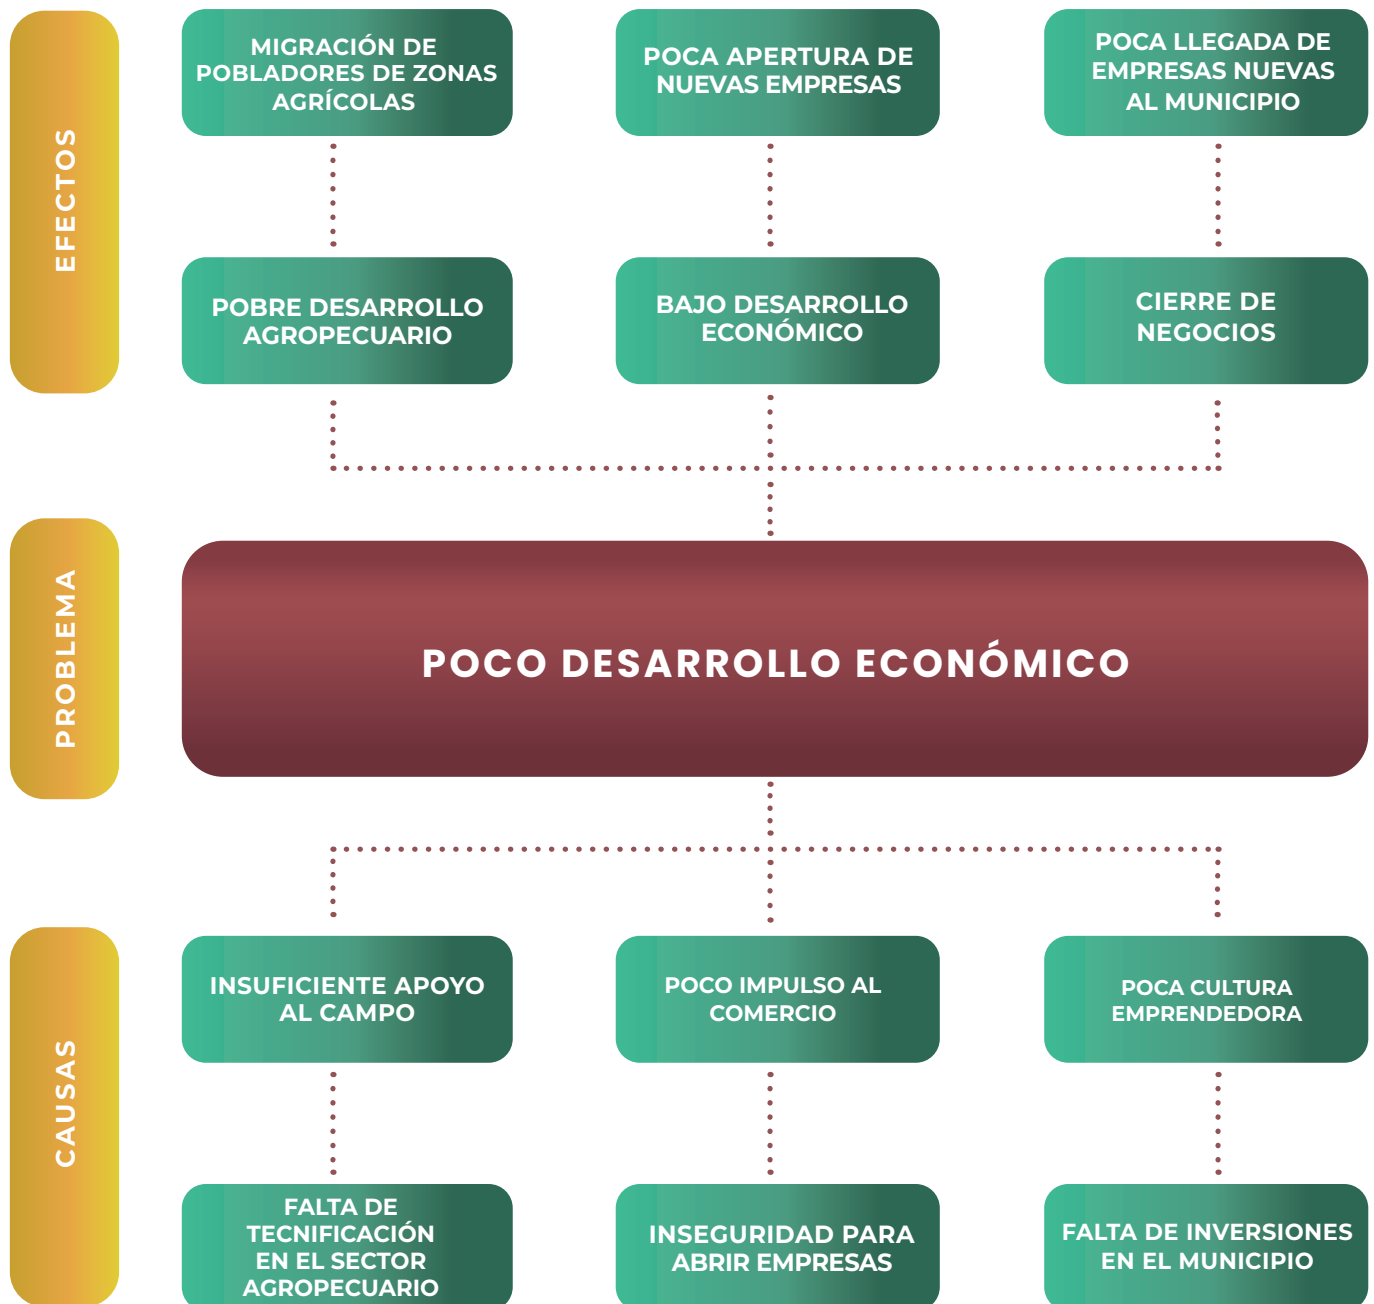 EFECTOS
MIGRACIÓN DE
POBLADORES DE ZONAS
AGRÍCOLAS
POCA APERTURA DE
NUEVAS EMPRESAS
POCA LLEGADA DE
EMPRESAS NUEVAS
AL MUNICIPIO
POBRE DESARROLLO
AGROPECUARIO
BAJO DESARROLLO
ECONÓMICO
CIERRE DE
NEGOCIOS
PROBLEMA
POCO DESARROLLO ECONÓMICO
CAUSAS
INSUFICIENTE APOYO
AL CAMPO
POCO IMPULSO AL
COMERCIO
POCA CULTURA
EMPRENDEDORA
FALTA DE
TECNIFICACIÓN
EN EL SECTOR
AGROPECUARIO
INSEGURIDAD PARA
ABRIR EMPRESAS
FALTA DE INVERSIONES
EN EL MUNICIPIO